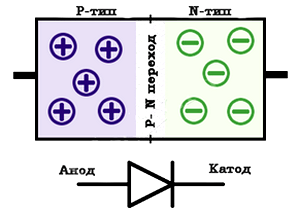 Р-тип
N-тип
P- N переход
Анод
Катод